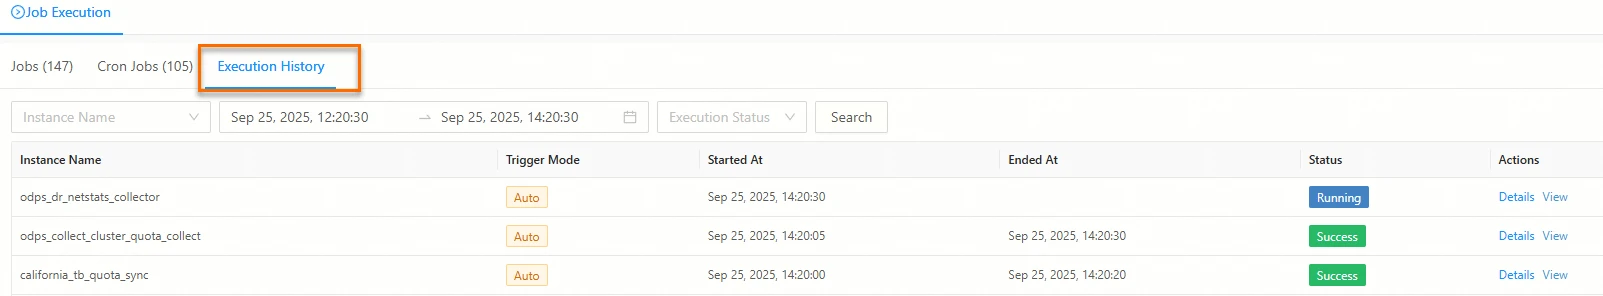 Job Execution
Jobs (147) Cron Jobs (105) Execution History
Instance Name Sep 25, 2025, 12:20:30 → Sep 25, 2025, 14:20:30 Execution Status Search
Instance Name Trigger Mode Started At Ended At Status Actions
odps_dr_netstats_collector Auto Sep 25, 2025, 14:20:30 Running Details View
odps_collect_cluster_quota_collect Auto Sep 25, 2025, 14:20:05 Sep 25, 2025, 14:20:30 Success Details View
california_tb_quota_sync Auto Sep 25, 2025, 14:20:00 Sep 25, 2025, 14:20:20 Success Details View